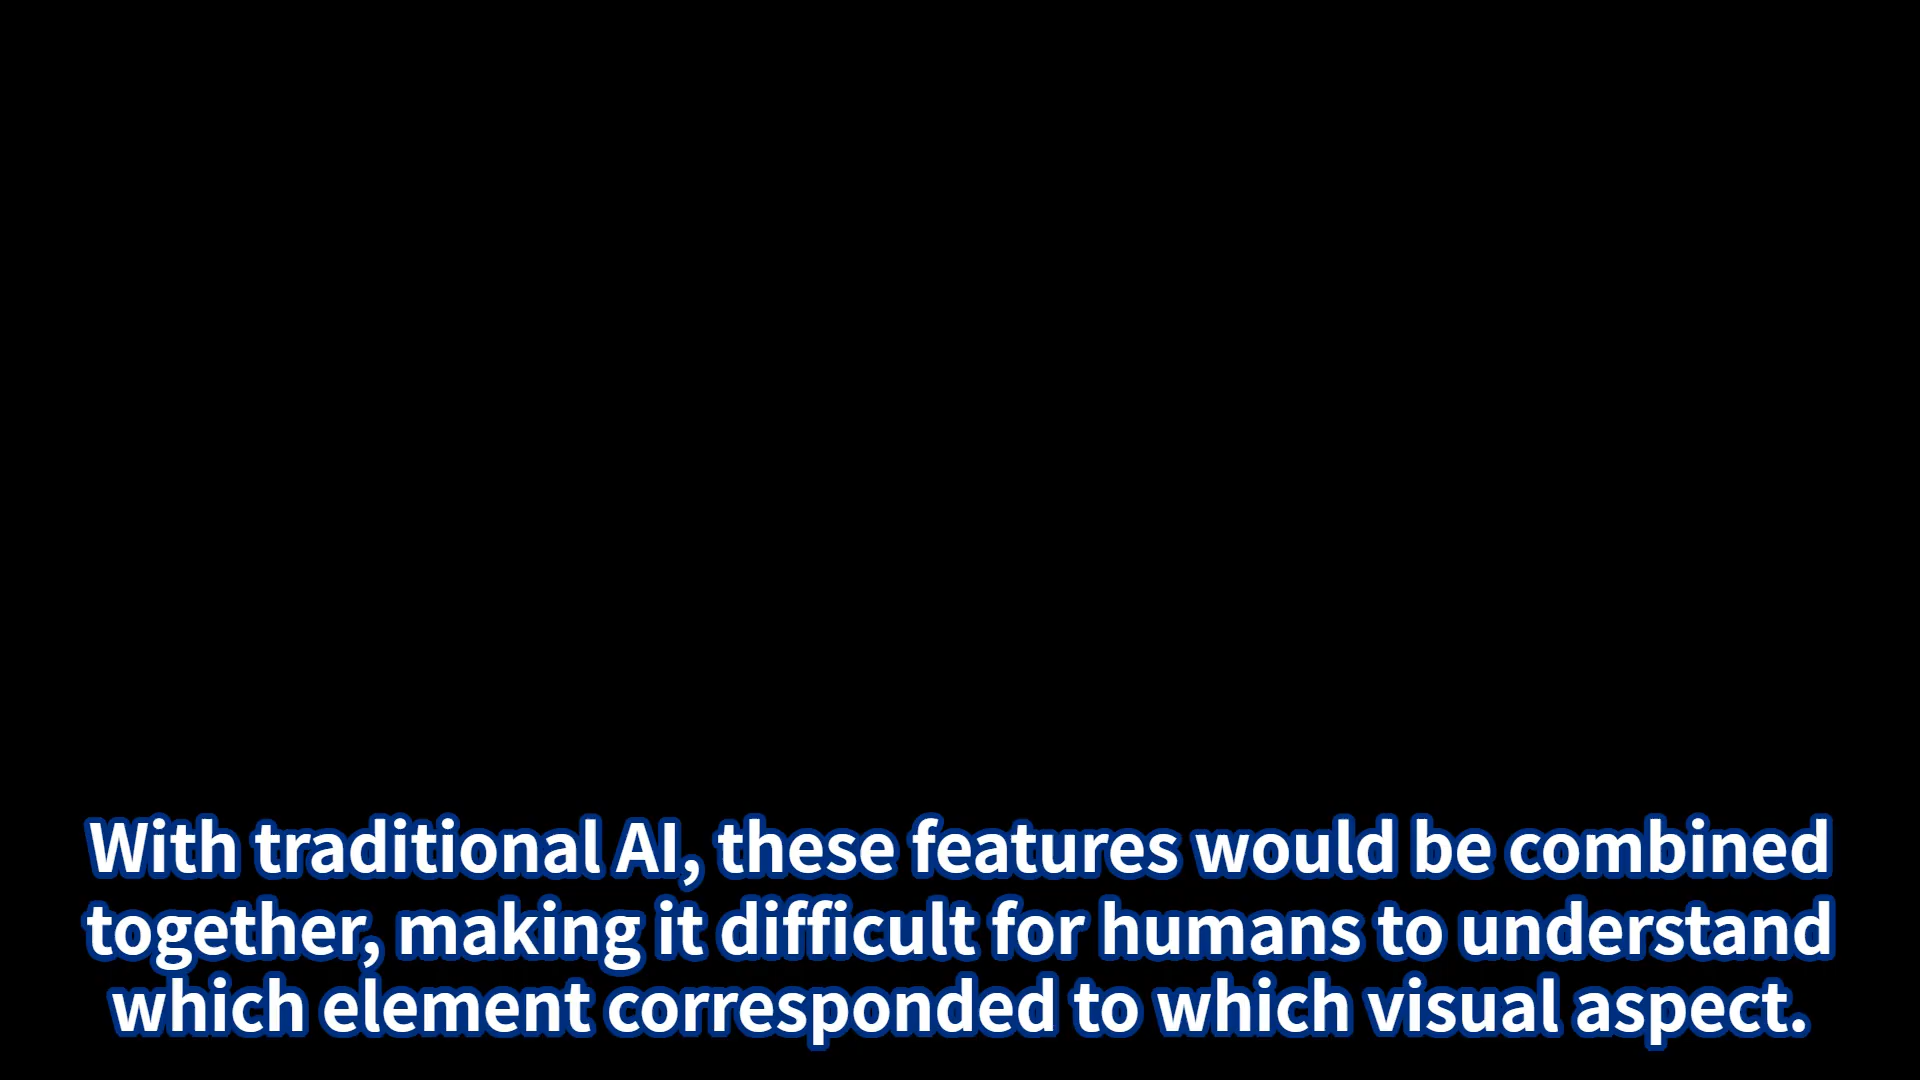 With traditional AI, these features would be combined
together, making it difficult for humans to understand
which element corresponded to which visual aspect.